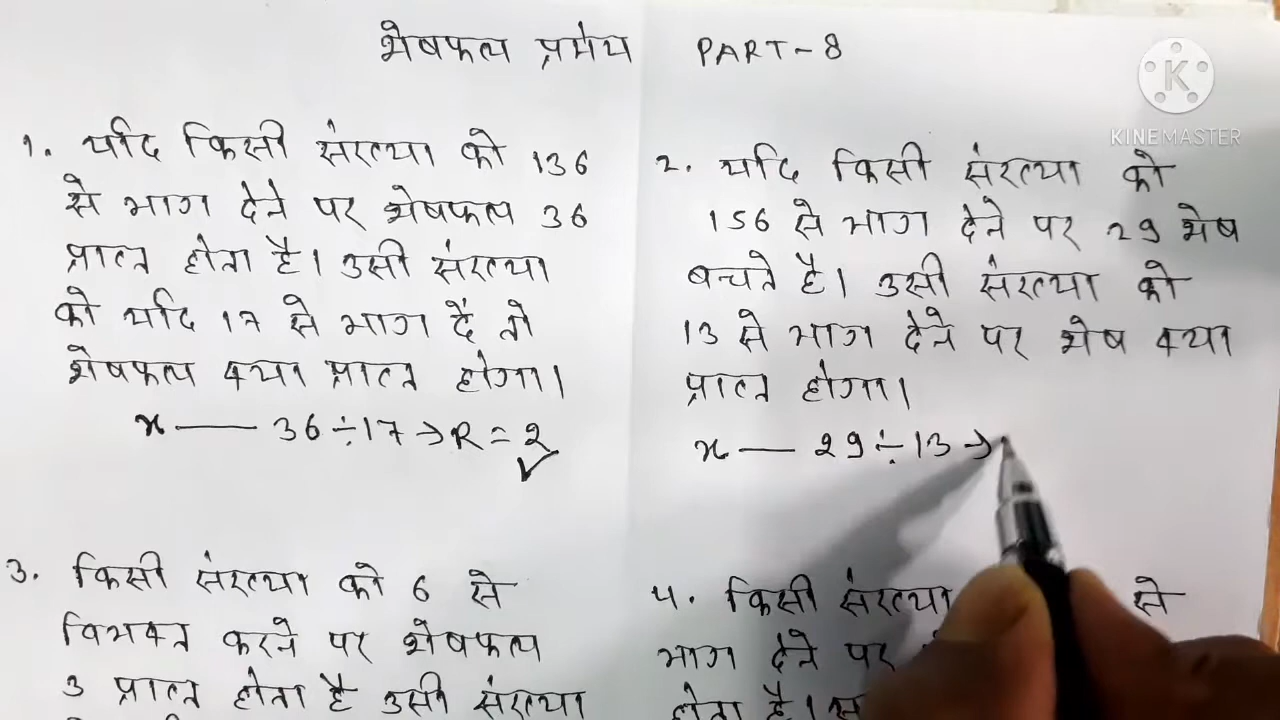 शेषफल प्रमेय PART-8
KINEMASTER
1. यदि किसी संख्या को 136
से भाग देने पर शेषफल 36
प्राप्त होता है। उसी संख्या
को यदि 17 से भाग दें तो
शेषफल क्या प्राप्त होगा।
x — 36÷17→R=2
2. यदि किसी संख्या को
156 से भाग देने पर 29 शेष
बचते है। उसी संख्या को
13 से भाग देने पर शेष क्या
प्राप्त होगा।
x — 29÷13→
3. किसी संख्या को 6 से
विभक्त करने पर शेषफल
3 प्राप्त होता है उसी संख्या
4. किसी संख्या से
भाग देने पर
होता है।